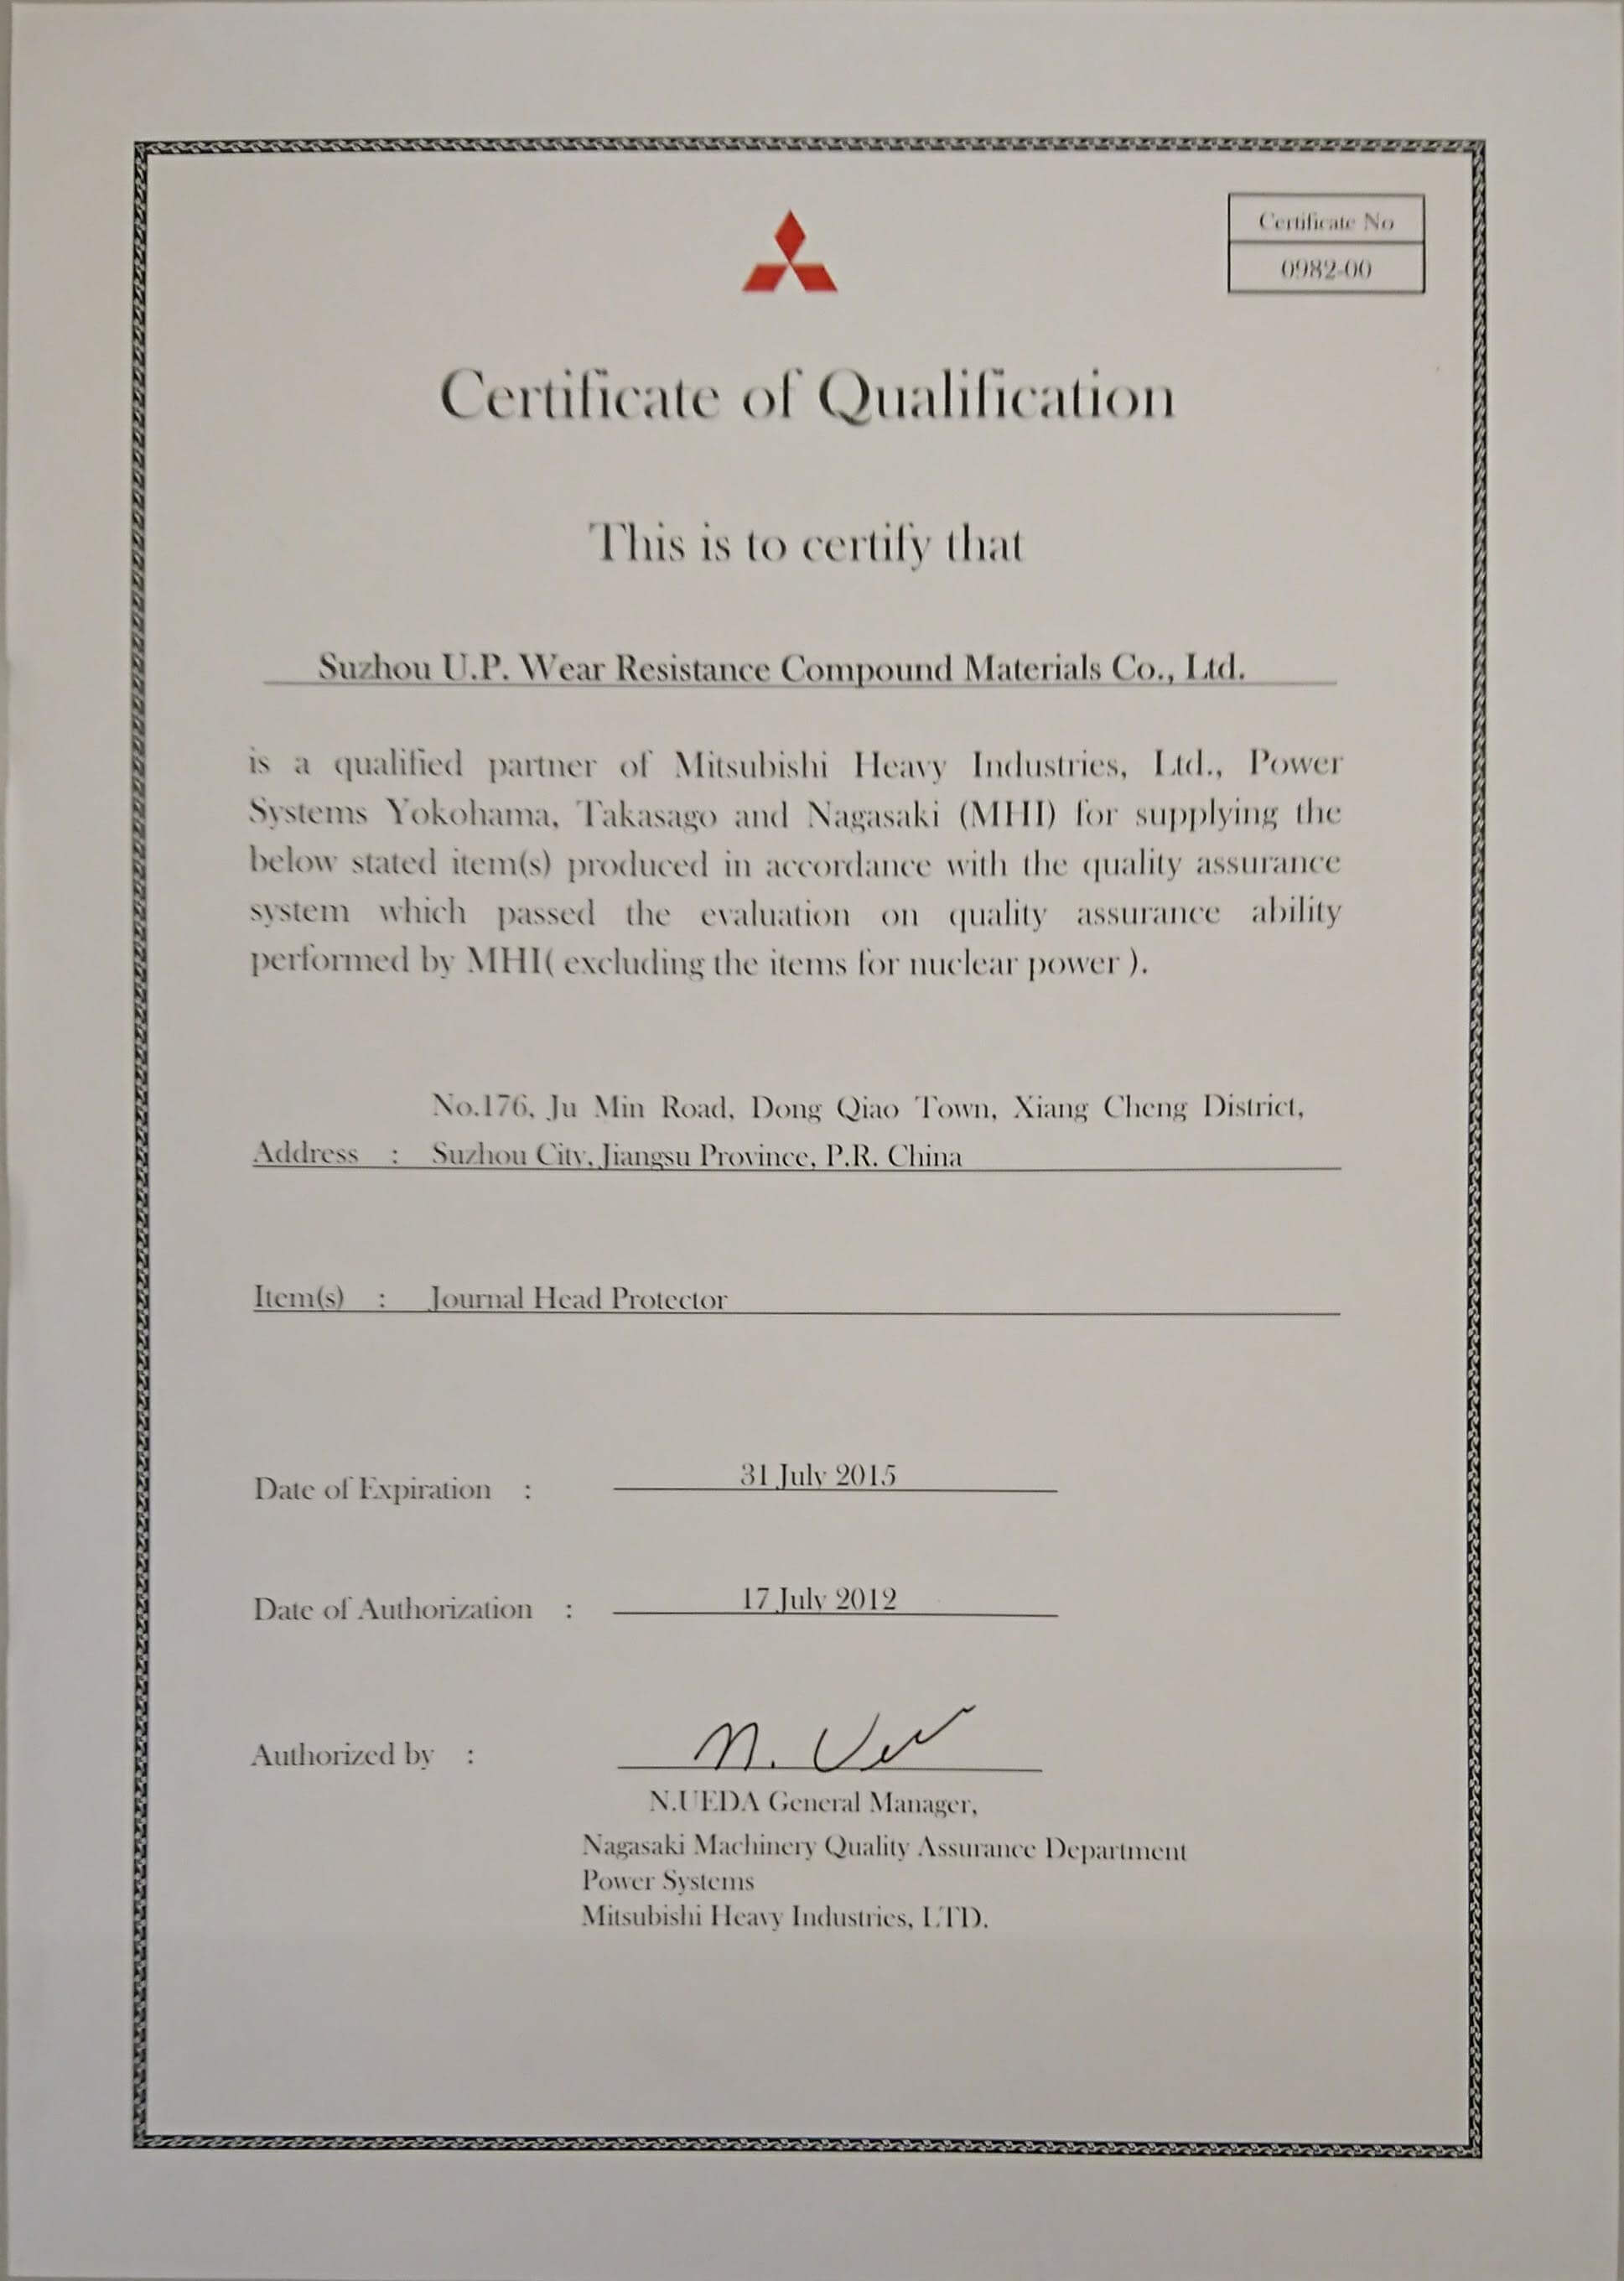 Certificate No
0982-00
Certificate of Qualification
This is to certify that
Suzhou U.P. Wear Resistance Compound Materials Co., Ltd.
is a qualified partner of Mitsubishi Heavy Industries, Ltd., Power
Systems Yokohama, Takasago and Nagasaki (MHI) for supplying the
below stated item(s) produced in accordance with the quality assurance
system which passed the evaluation on quality assurance ability
performed by MHI( excluding the items for nuclear power ).
No.176, Ju Min Road, Dong Qiao Town, Xiang Cheng District,
Address : Suzhou City, Jiangsu Province, P.R. China
Item(s) : Journal Head Protector
Date of Expiration : 31 July 2015
Date of Authorization : 17 July 2012
Authorized by :
N.UEDA General Manager,
Nagasaki Machinery Quality Assurance Department
Power Systems
Mitsubishi Heavy Industries, LTD.